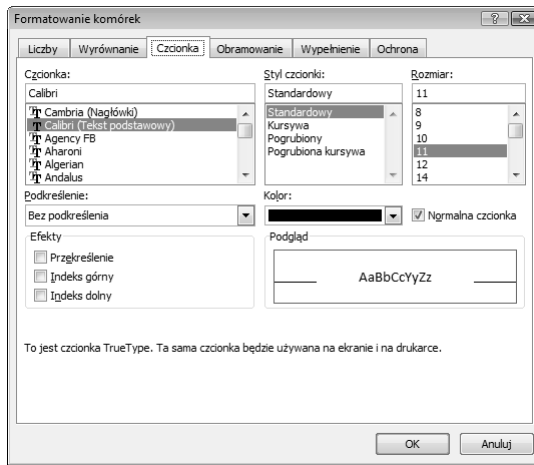 Formatowanie komórek
Liczby Wyrównanie Czcionka Obramowanie Wypełnienie Ochrona
Czcionka: Styl czcionki: Rozmiar:
Calibri Standardowy 11
Cambria (Nagłówki) Standardowy 8
Calibri (Tekst podstawowy) Kursywa 9
Agency FB Pogrubiony 10
Aharoni Pogrubiona kursywa 11
Algerian 12
Andalus 14
Podkreślenie: Kolor:
Bez podkreślenia Normalna czcionka
Efekty Podgląd
Przekreślenie
Indeks górny AaBbCcYyZz
Indeks dolny
To jest czcionka TrueType. Ta sama czcionka będzie używana na ekranie i na drukarce.
OK Anuluj